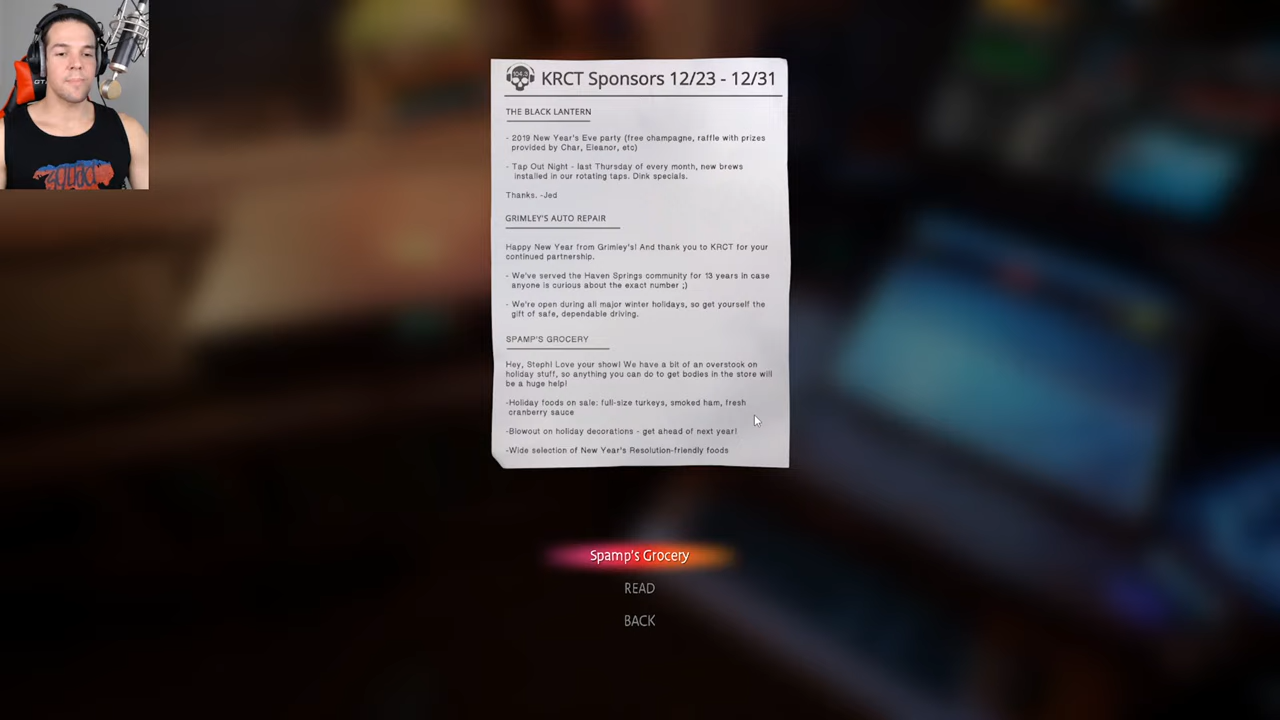 KRCT Sponsors 12/23 - 12/31
THE BLACK LANTERN
- 2019 New Year's Eve party (free champagne, raffle with prizes
provided by Char, Eleanor, etc)
- Tap Out Night - last Thursday of every month, new brews
installed in our rotating taps. Dink specials.
Thanks. -Jed
GRIMLEY'S AUTO REPAIR
Happy New Year from Grimley's! And thank you to KRCT for your
continued partnership.
- We've served the Haven Springs community for 13 years in case
anyone is curious about the exact number ;)
- We're open during all major winter holidays, so get yourself the
gift of safe, dependable driving.
SPAMP'S GROCERY
Hey, Steph! Love your show! We have a bit of an overstook on
holiday stuff, so anything you can do to get bodies in the store will
be a huge help!
-Holiday foods on sale: full-size turkeys, smoked ham, fresh
cranberry sauce
-Blowout on holiday decorations - get ahead of next year!
-Wide selection of New Year's Resolution-friendly foods
Spamp's Grocery
READ
BACK